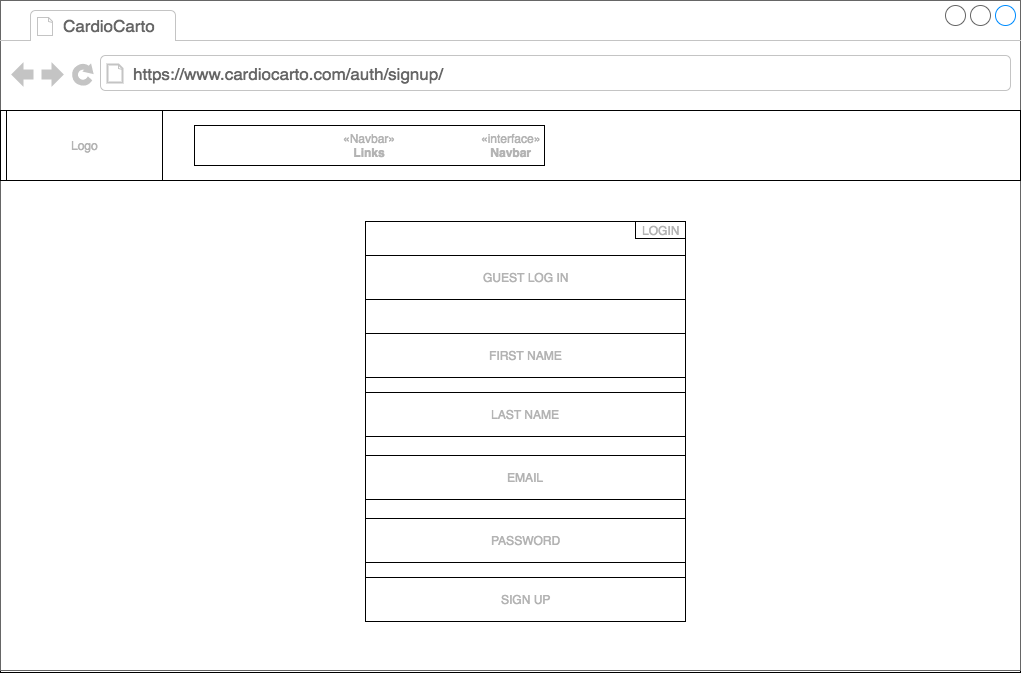 CardioCarto
https://www.cardiocarto.com/auth/signup/
Logo
«Navbar»
Links
«interface»
Navbar
LOGIN
GUEST LOG IN
FIRST NAME
LAST NAME
EMAIL
PASSWORD
SIGN UP